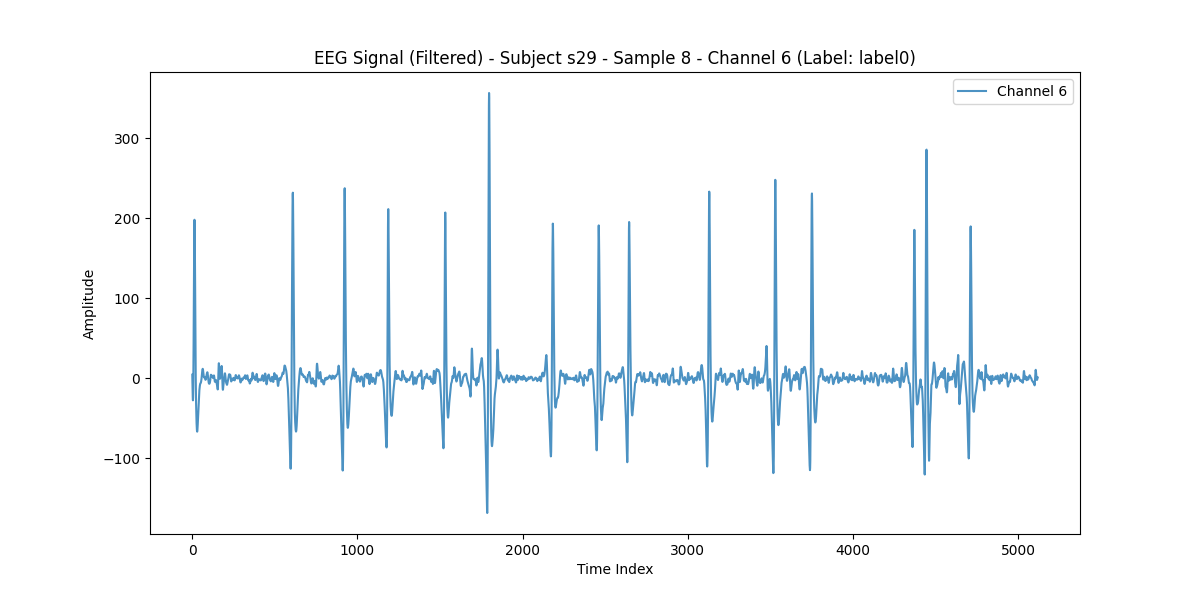 EEG Signal (Filtered) - Subject s29 - Sample 8 - Channel 6 (Label: label0)
Channel 6
300
200
100
0
−100
Amplitude
0 1000 2000 3000 4000 5000
Time Index